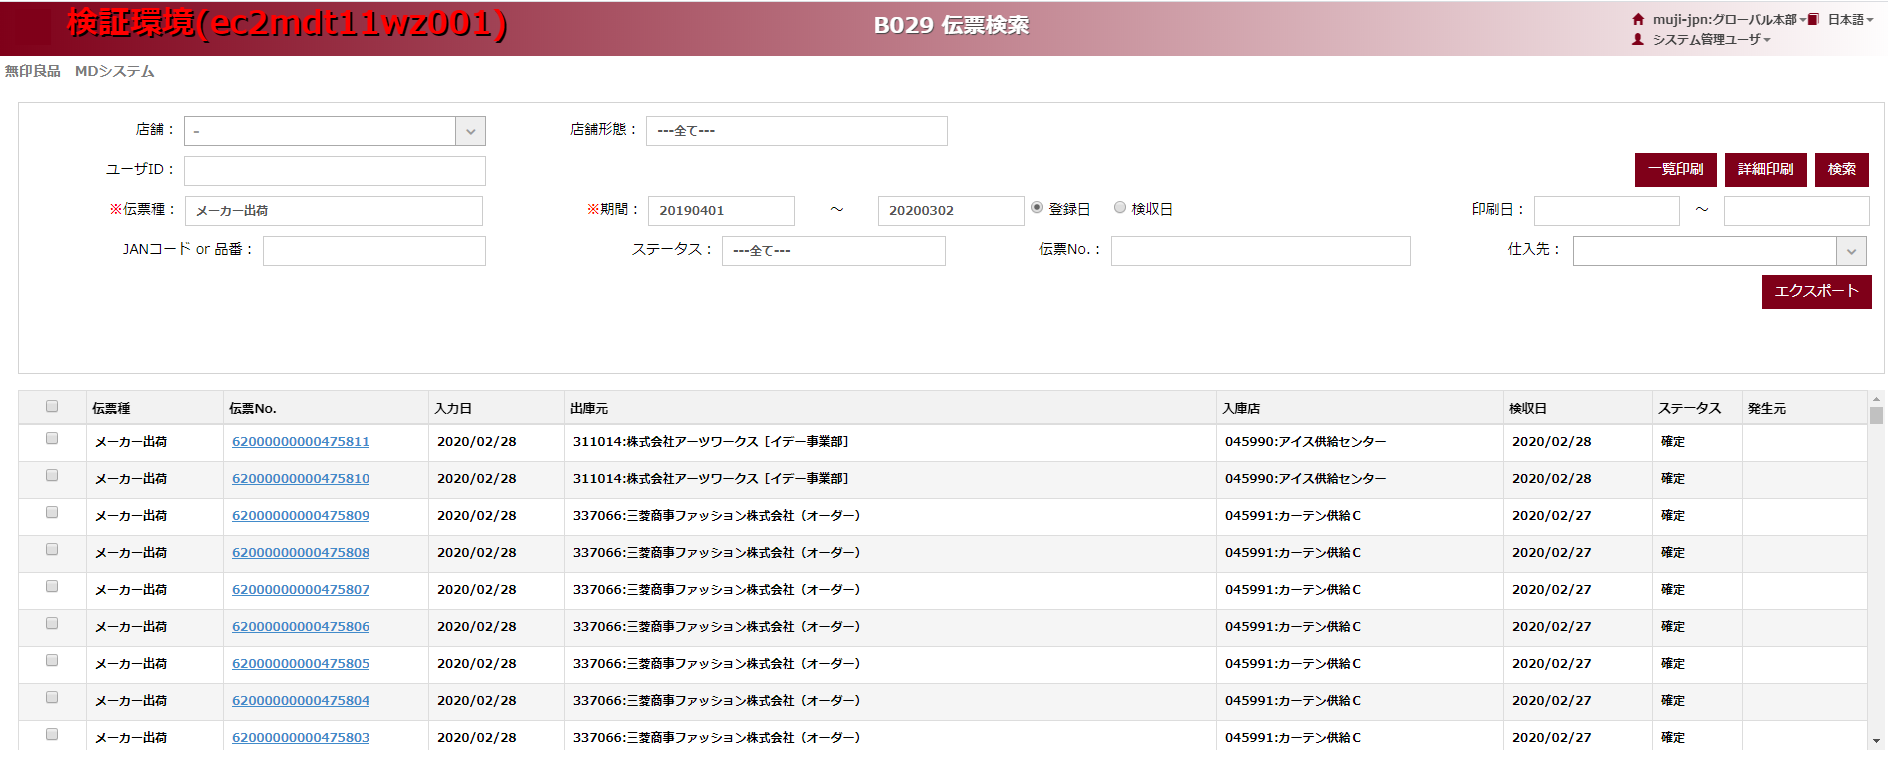 検証環境(ec2mdt11wz001)
B029 伝票検索
muji-jpn:グローバル本部 日本語
システム管理ユーザ
無印良品 MDシステム
店舗： - 店舗形態： ---全て---
ユーザID： 一覧印刷 詳細印刷 検索
※伝票種： メーカー出荷 ※期間： 20190401 ～ 20200302 登録日 検収日 印刷日： ～
JANコード or 品番： ステータス： ---全て--- 伝票No.： 仕入先：
エクスポート
伝票種 伝票No. 入力日 出庫元 入庫店 検収日 ステータス 発生元
メーカー出荷 62000000000475811 2020/02/28 311014:株式会社アーツワークス［イデー事業部］ 045990:アイス供給センター 2020/02/28 確定
メーカー出荷 62000000000475810 2020/02/28 311014:株式会社アーツワークス［イデー事業部］ 045990:アイス供給センター 2020/02/28 確定
メーカー出荷 62000000000475809 2020/02/28 337066:三菱商事ファッション株式会社（オーダー） 045991:カーテン供給Ｃ 2020/02/27 確定
メーカー出荷 62000000000475808 2020/02/28 337066:三菱商事ファッション株式会社（オーダー） 045991:カーテン供給Ｃ 2020/02/27 確定
メーカー出荷 62000000000475807 2020/02/28 337066:三菱商事ファッション株式会社（オーダー） 045991:カーテン供給Ｃ 2020/02/27 確定
メーカー出荷 62000000000475806 2020/02/28 337066:三菱商事ファッション株式会社（オーダー） 045991:カーテン供給Ｃ 2020/02/27 確定
メーカー出荷 62000000000475805 2020/02/28 337066:三菱商事ファッション株式会社（オーダー） 045991:カーテン供給Ｃ 2020/02/27 確定
メーカー出荷 62000000000475804 2020/02/28 337066:三菱商事ファッション株式会社（オーダー） 045991:カーテン供給Ｃ 2020/02/27 確定
メーカー出荷 62000000000475803 2020/02/28 337066:三菱商事ファッション株式会社（オーダー） 045991:カーテン供給Ｃ 2020/02/27 確定